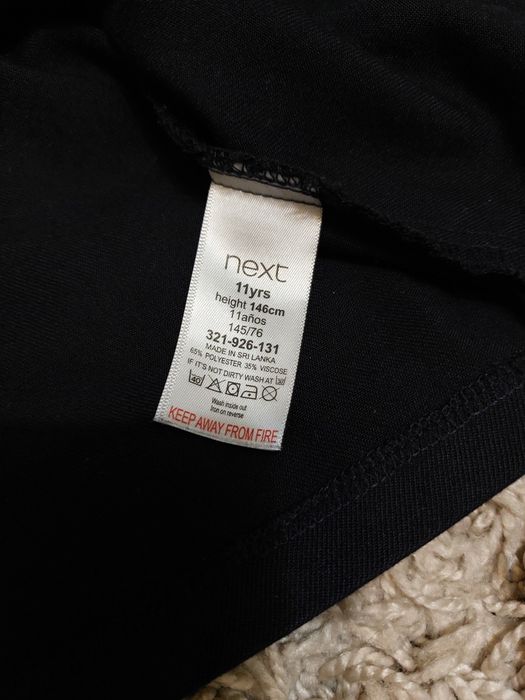 next
11yrs
height 146cm
11años
145/76
321-926-131
MADE IN SRI LANKA
65% POLYESTER 35% VISCOSE
IF IT'S NOT DIRTY WASH AT 30
40
Wash inside out
Iron on reverse
KEEP AWAY FROM FIRE